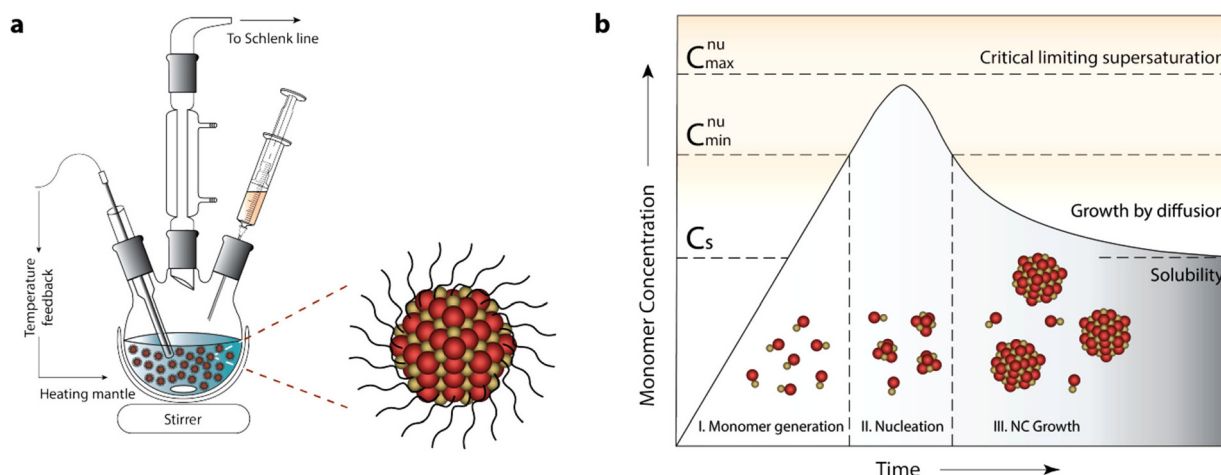 a
To Schlenk line
Temperature
feedback
Heating mantle
Stirrer
b
C nu max
Critical limiting supersaturation
C nu min
Growth by diffusion
Cs
Solubility
Monomer Concentration
I. Monomer generation
II. Nucleation
III. NC Growth
Time